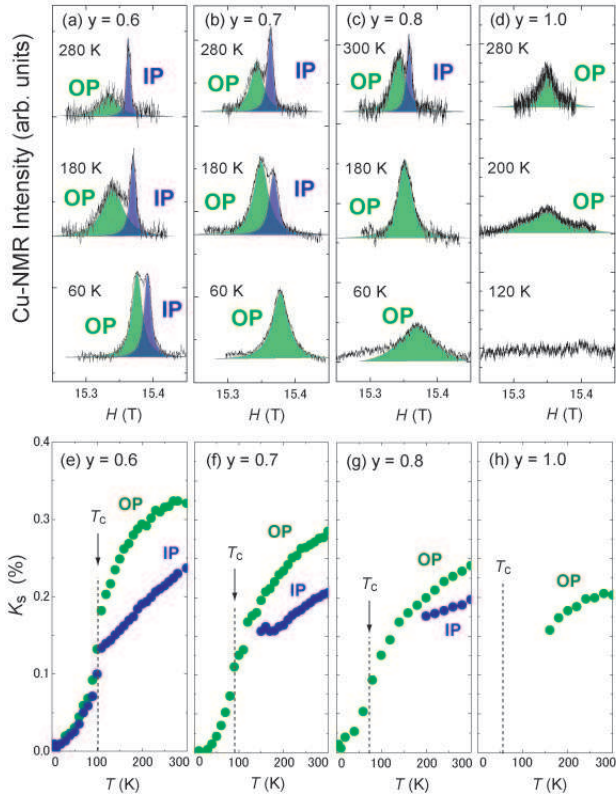 (a) y = 0.6
(b) y = 0.7
(c) y = 0.8
(d) y = 1.0
280 K
280 K
300 K
280 K
OP
IP
OP
IP
OP
IP
OP
180 K
180 K
180 K
200 K
OP
IP
OP
IP
OP
OP
60 K
60 K
60 K
120 K
OP
IP
OP
OP
Cu-NMR Intensity (arb. units)
15.3 15.4
15.3 15.4
15.3 15.4
15.3 15.4
H (T)
H (T)
H (T)
H (T)
(e) y = 0.6
(f) y = 0.7
(g) y = 0.8
(h) y = 1.0
0.4
0.3
0.2
0.1
0.0
Ks (%)
OP
IP
Tc
OP
IP
Tc
OP
IP
Tc
OP
Tc
0 100 200 300
0 100 200 300
0 100 200 300
0 100 200 300
T (K)
T (K)
T (K)
T (K)